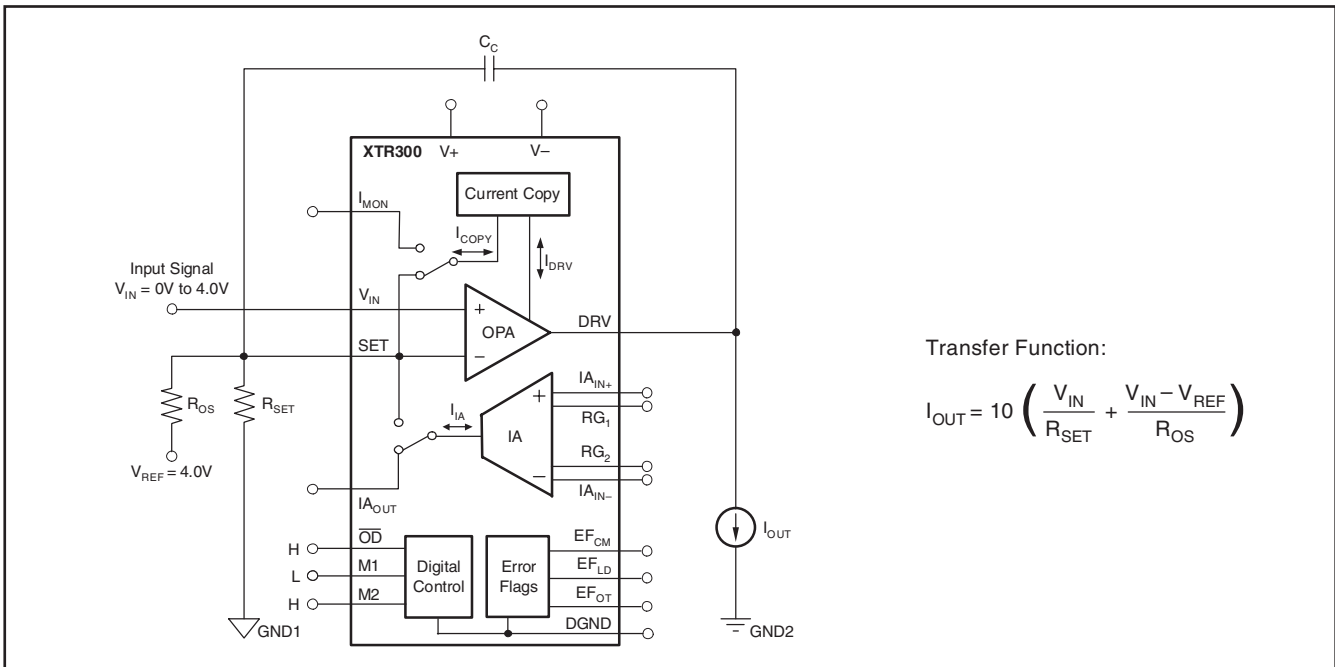 C_C
XTR300 V+ V–
Current Copy
I_MON
I_COPY
I_DRV
Input Signal
V_IN = 0V to 4.0V
V_IN
+
OPA
DRV
SET
–
R_OS
R_SET
V_REF = 4.0V
I_IA
+
IA
–
IA_IN+
RG_1
RG_2
IA_IN–
IA_OUT
H O̅D̅
L M1
H M2
Digital
Control
Error
Flags
EF_CM
EF_LD
EF_OT
DGND
GND1
I_OUT
GND2
Transfer Function:
I_OUT = 10 ( V_IN / R_SET + V_IN – V_REF / R_OS )